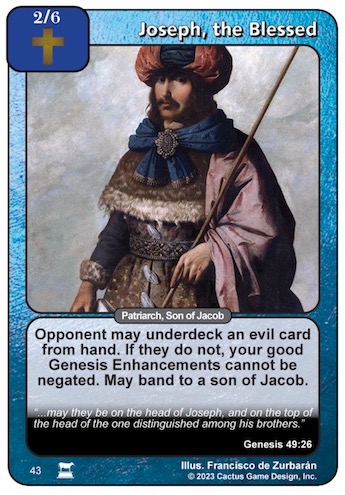 2/6
Joseph, the Blessed
Patriarch, Son of Jacob
Opponent may underdeck an evil card
from hand. If they do not, your good
Genesis Enhancements cannot be
negated. May band to a son of Jacob.
"...may they be on the head of Joseph, and on the top of
the head of the one distinguished among his brothers."
Genesis 49:26
43
Illus. Francisco de Zurbarán
© 2023 Cactus Game Design, Inc.